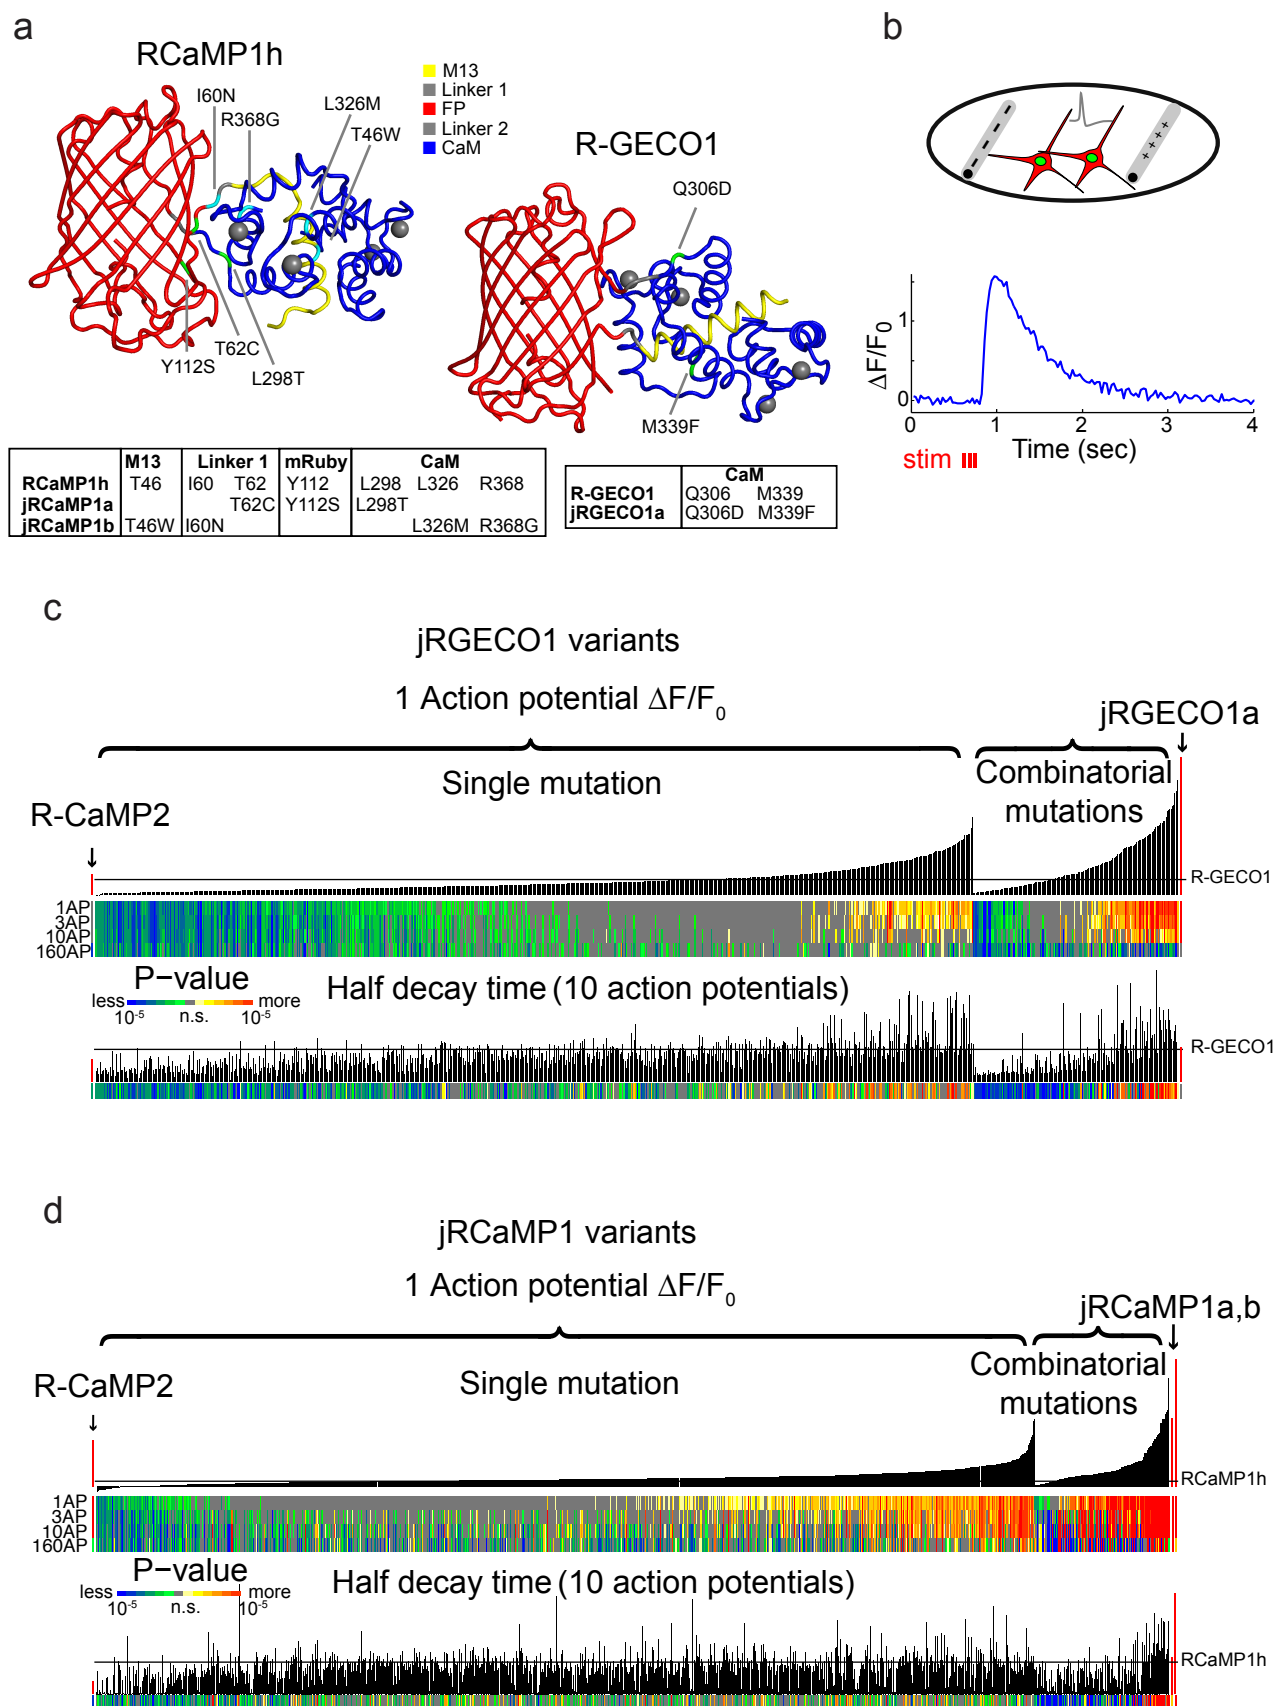 a
RCaMP1h
I60N
R368G
L326M
T46W
M13
Linker 1
FP
Linker 2
CaM
R-GECO1
Q306D
Y112S
T62C
L298T
M339F
M13 Linker 1 mRuby CaM
RCaMP1h T46 I60 T62 Y112 L298 L326 R368
jRCaMP1a T62C Y112S L298T
jRCaMP1b T46W I60N L326M R368G
CaM
R-GECO1 Q306 M339
jRGECO1a Q306D M339F
b
ΔF/F0
1
0
1 2 3 4
stim
Time (sec)
c
jRGECO1 variants
1 Action potential ΔF/F0
jRGECO1a
Single mutation
Combinatorial
mutations
R-CaMP2
R-GECO1
1AP
3AP
10AP
160AP
P-value
less more
10-5 n.s. 10-5
Half decay time (10 action potentials)
R-GECO1
d
jRCaMP1 variants
1 Action potential ΔF/F0
jRCaMP1a,b
Single mutation
Combinatorial
mutations
R-CaMP2
RCaMP1h
1AP
3AP
10AP
160AP
P-value
less more
10-5 n.s. 10-5
Half decay time (10 action potentials)
RCaMP1h